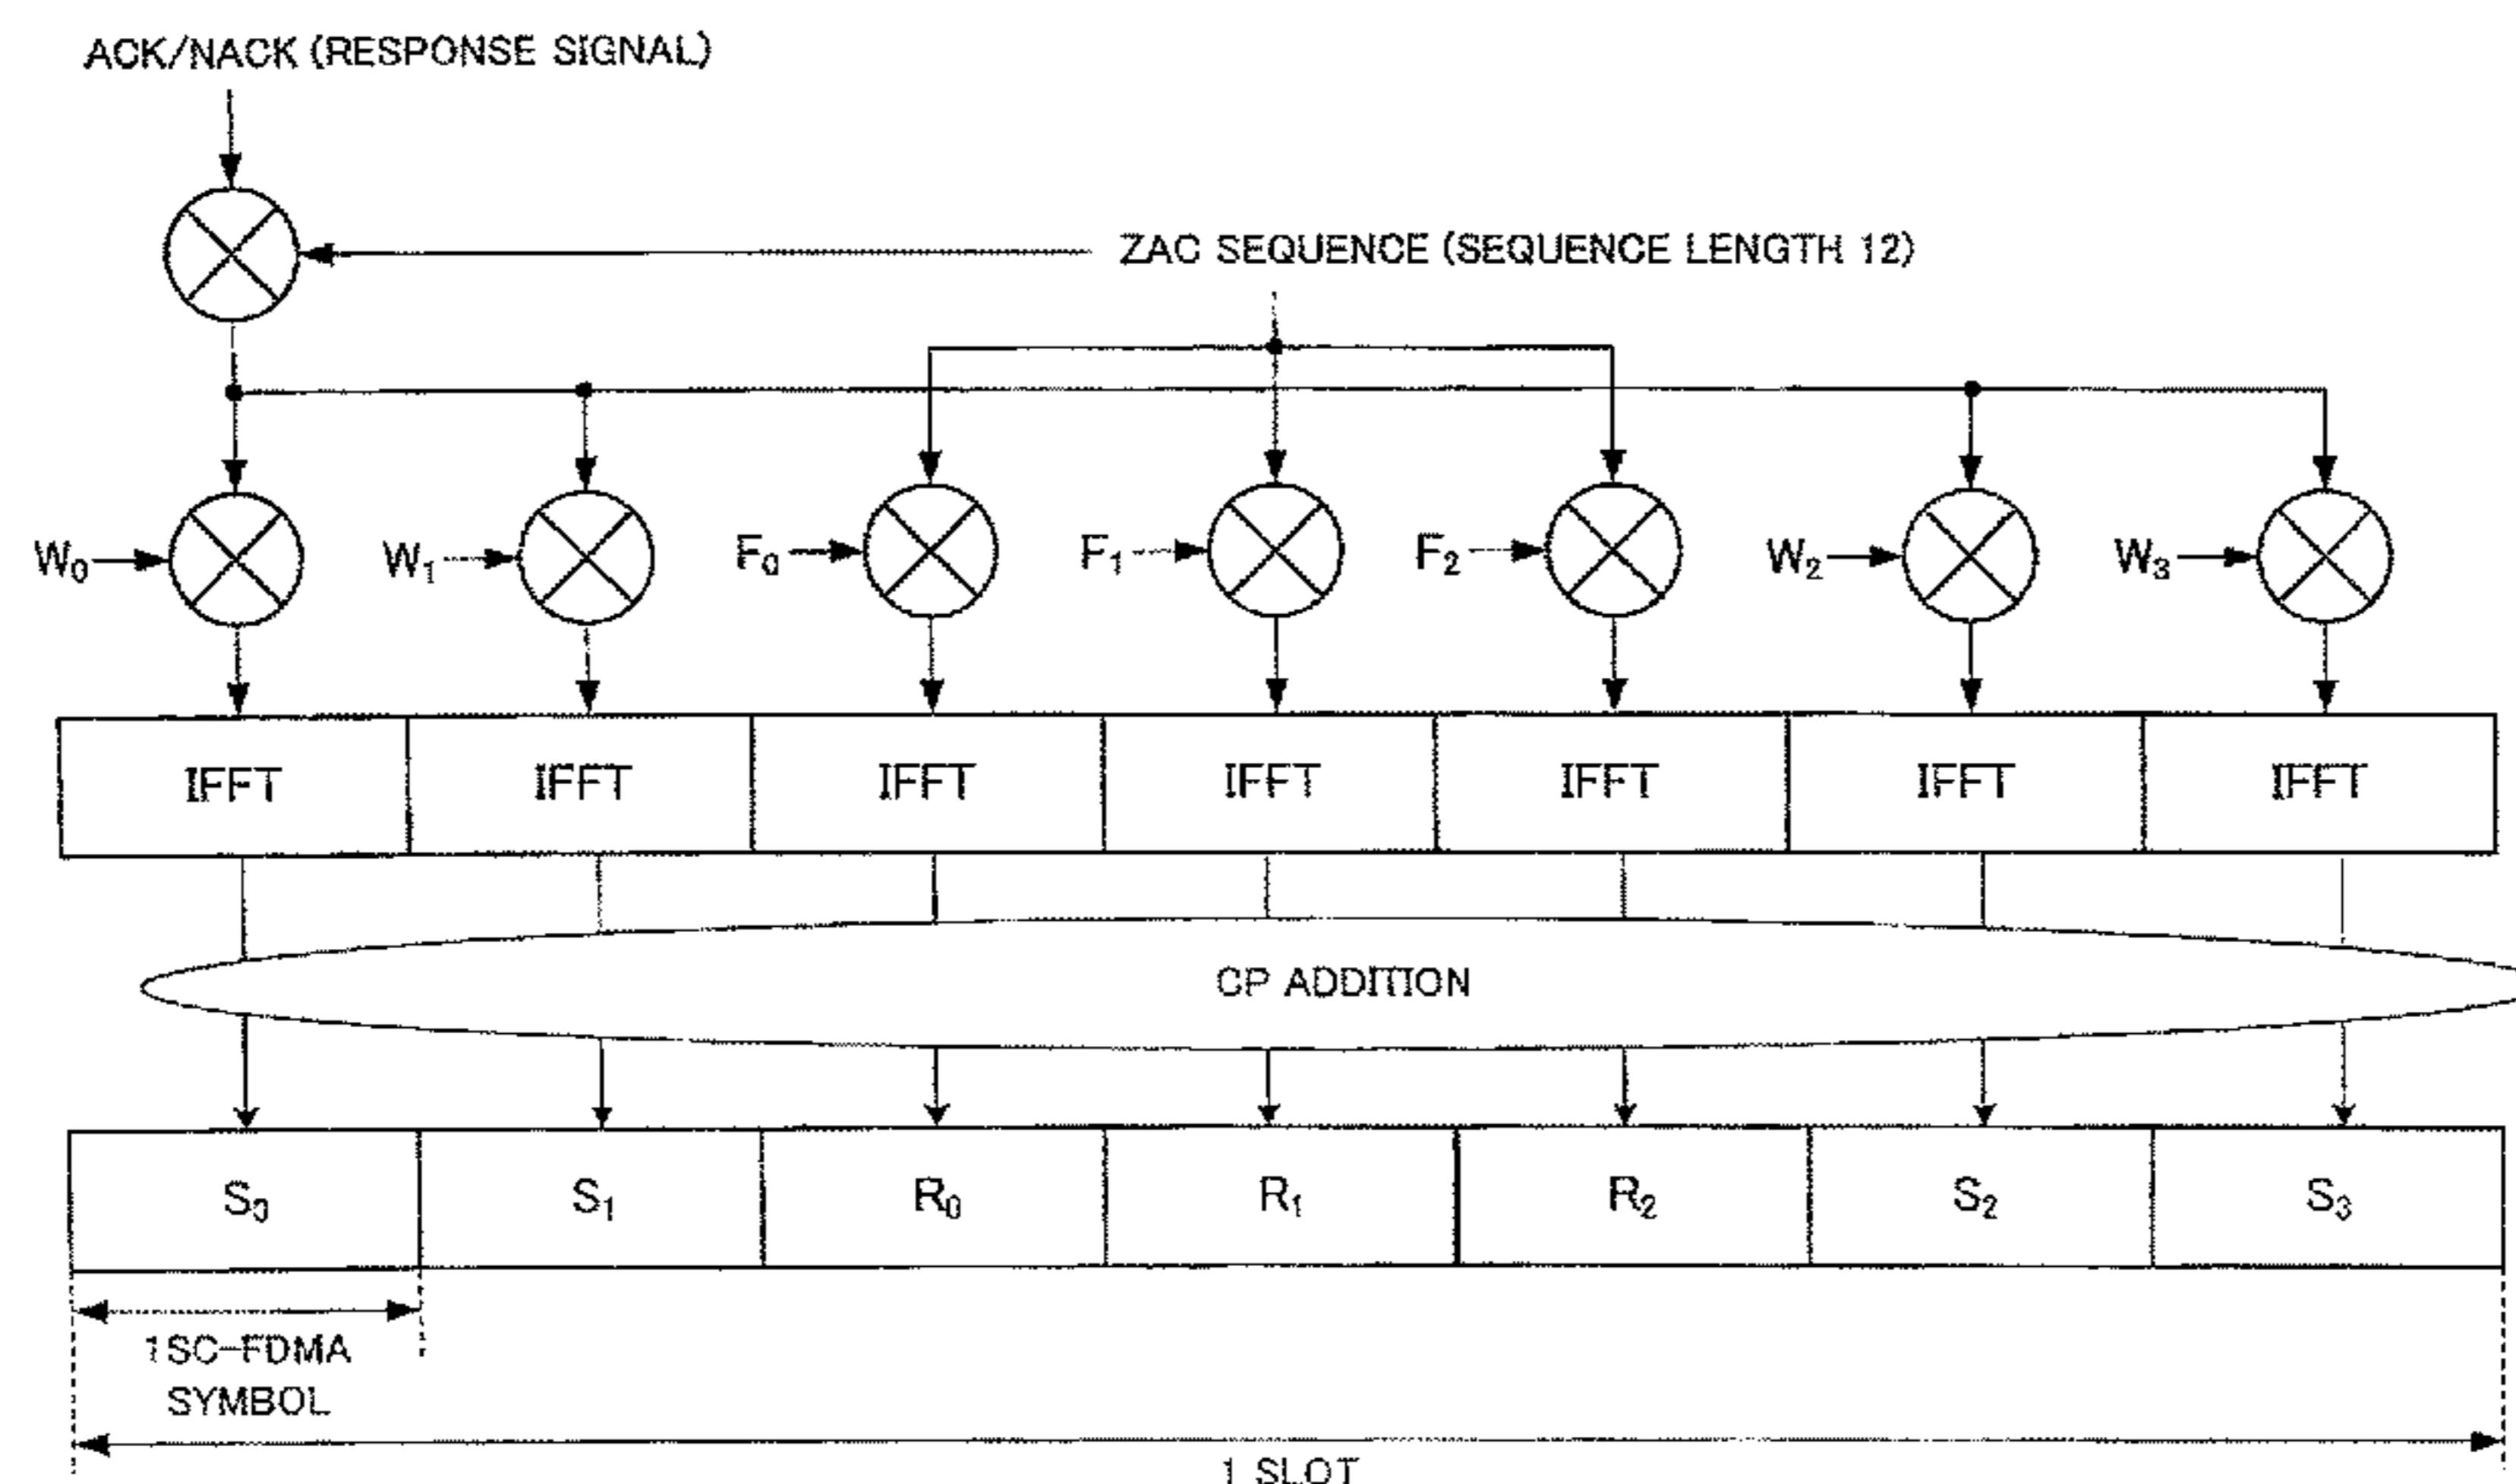 ACK/NACK (RESPONSE SIGNAL)
ZAC SEQUENCE (SEQUENCE LENGTH 12)
W0 W1 F0 F1 F2 W2 W3
IFFT IFFT IFFT IFFT IFFT IFFT IFFT
CP ADDITION
S0 S1 R0 R1 R2 S2 S3
1SC-FDMA
SYMBOL
1 SLOT